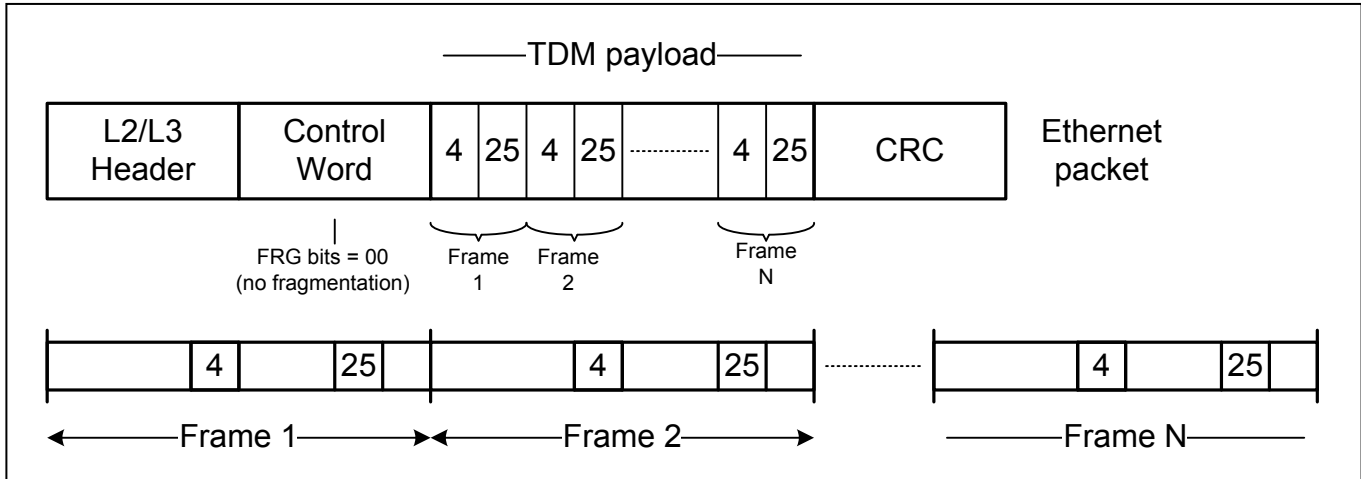 TDM payload
L2/L3
Header
Control
Word
4 25 4 25 4 25
CRC
Ethernet
packet
FRG bits = 00
(no fragmentation)
Frame
1
Frame
2
Frame
N
4 25 4 25 4 25
Frame 1 Frame 2 Frame N